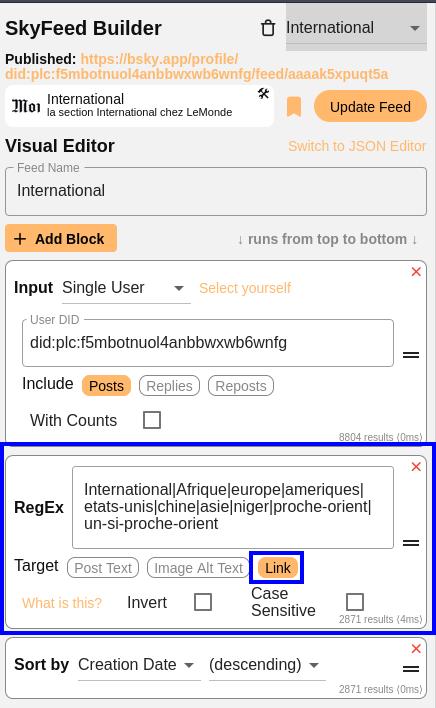 SkyFeed Builder
International
Published: https://bsky.app/profile/
did:plc:f5mbotnuol4anbbwxwb6wnfg/feed/aaaak5xpuqt5a
Mon
International
la section International chez LeMonde
Update Feed
Visual Editor
Switch to JSON Editor
Feed Name
International
+ Add Block
↓ runs from top to bottom ↓
Input Single User Select yourself
User DID
did:plc:f5mbotnuol4anbbwxwb6wnfg
Include Posts Replies Reposts
With Counts
8804 results (0ms)
RegEx
International|Afrique|europe|ameriques|
etats-unis|chine|asie|niger|proche-orient|
un-si-proche-orient
Target Post Text Image Alt Text Link
What is this? Invert Case Sensitive
2871 results (4ms)
Sort by Creation Date (descending)
2871 results (0ms)